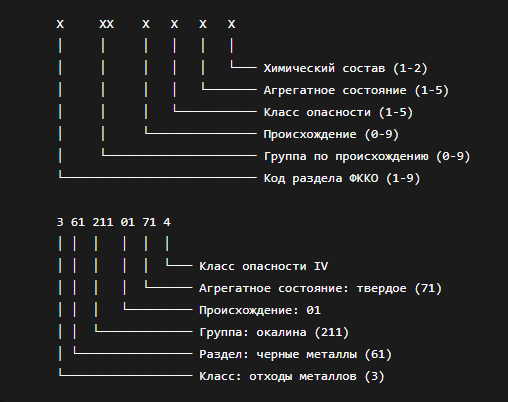 X XX X X X X
Химический состав (1-2)
Агрегатное состояние (1-5)
Класс опасности (1-5)
Происхождение (0-9)
Группа по происхождению (0-9)
Код раздела ФККО (1-9)
3 61 211 01 71 4
Класс опасности IV
Агрегатное состояние: твердое (71)
Происхождение: 01
Группа: окалина (211)
Раздел: черные металлы (61)
Класс: отходы металлов (3)